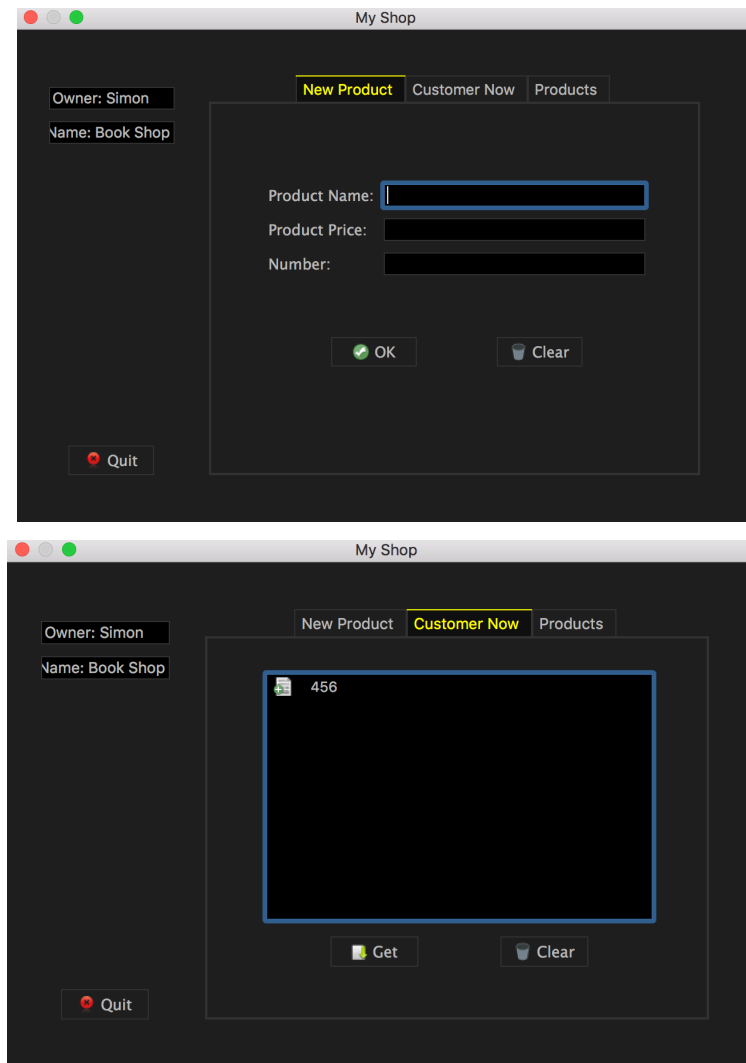 My Shop
New Product Customer Now Products
Owner: Simon
Name: Book Shop
Product Name:
Product Price:
Number:
OK Clear
Quit
My Shop
New Product Customer Now Products
Owner: Simon
Name: Book Shop
456
Get Clear
Quit